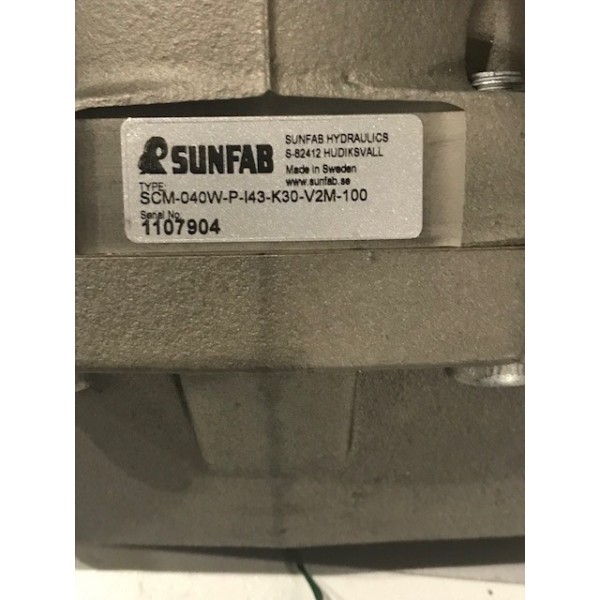 SUNFAB
SUNFAB HYDRAULICS
S-82412 HUDIKSVALL
Made in Sweden
www.sunfab.se
TYPE:
SCM-040W-P-I43-K30-V2M-100
Serial No.
1107904